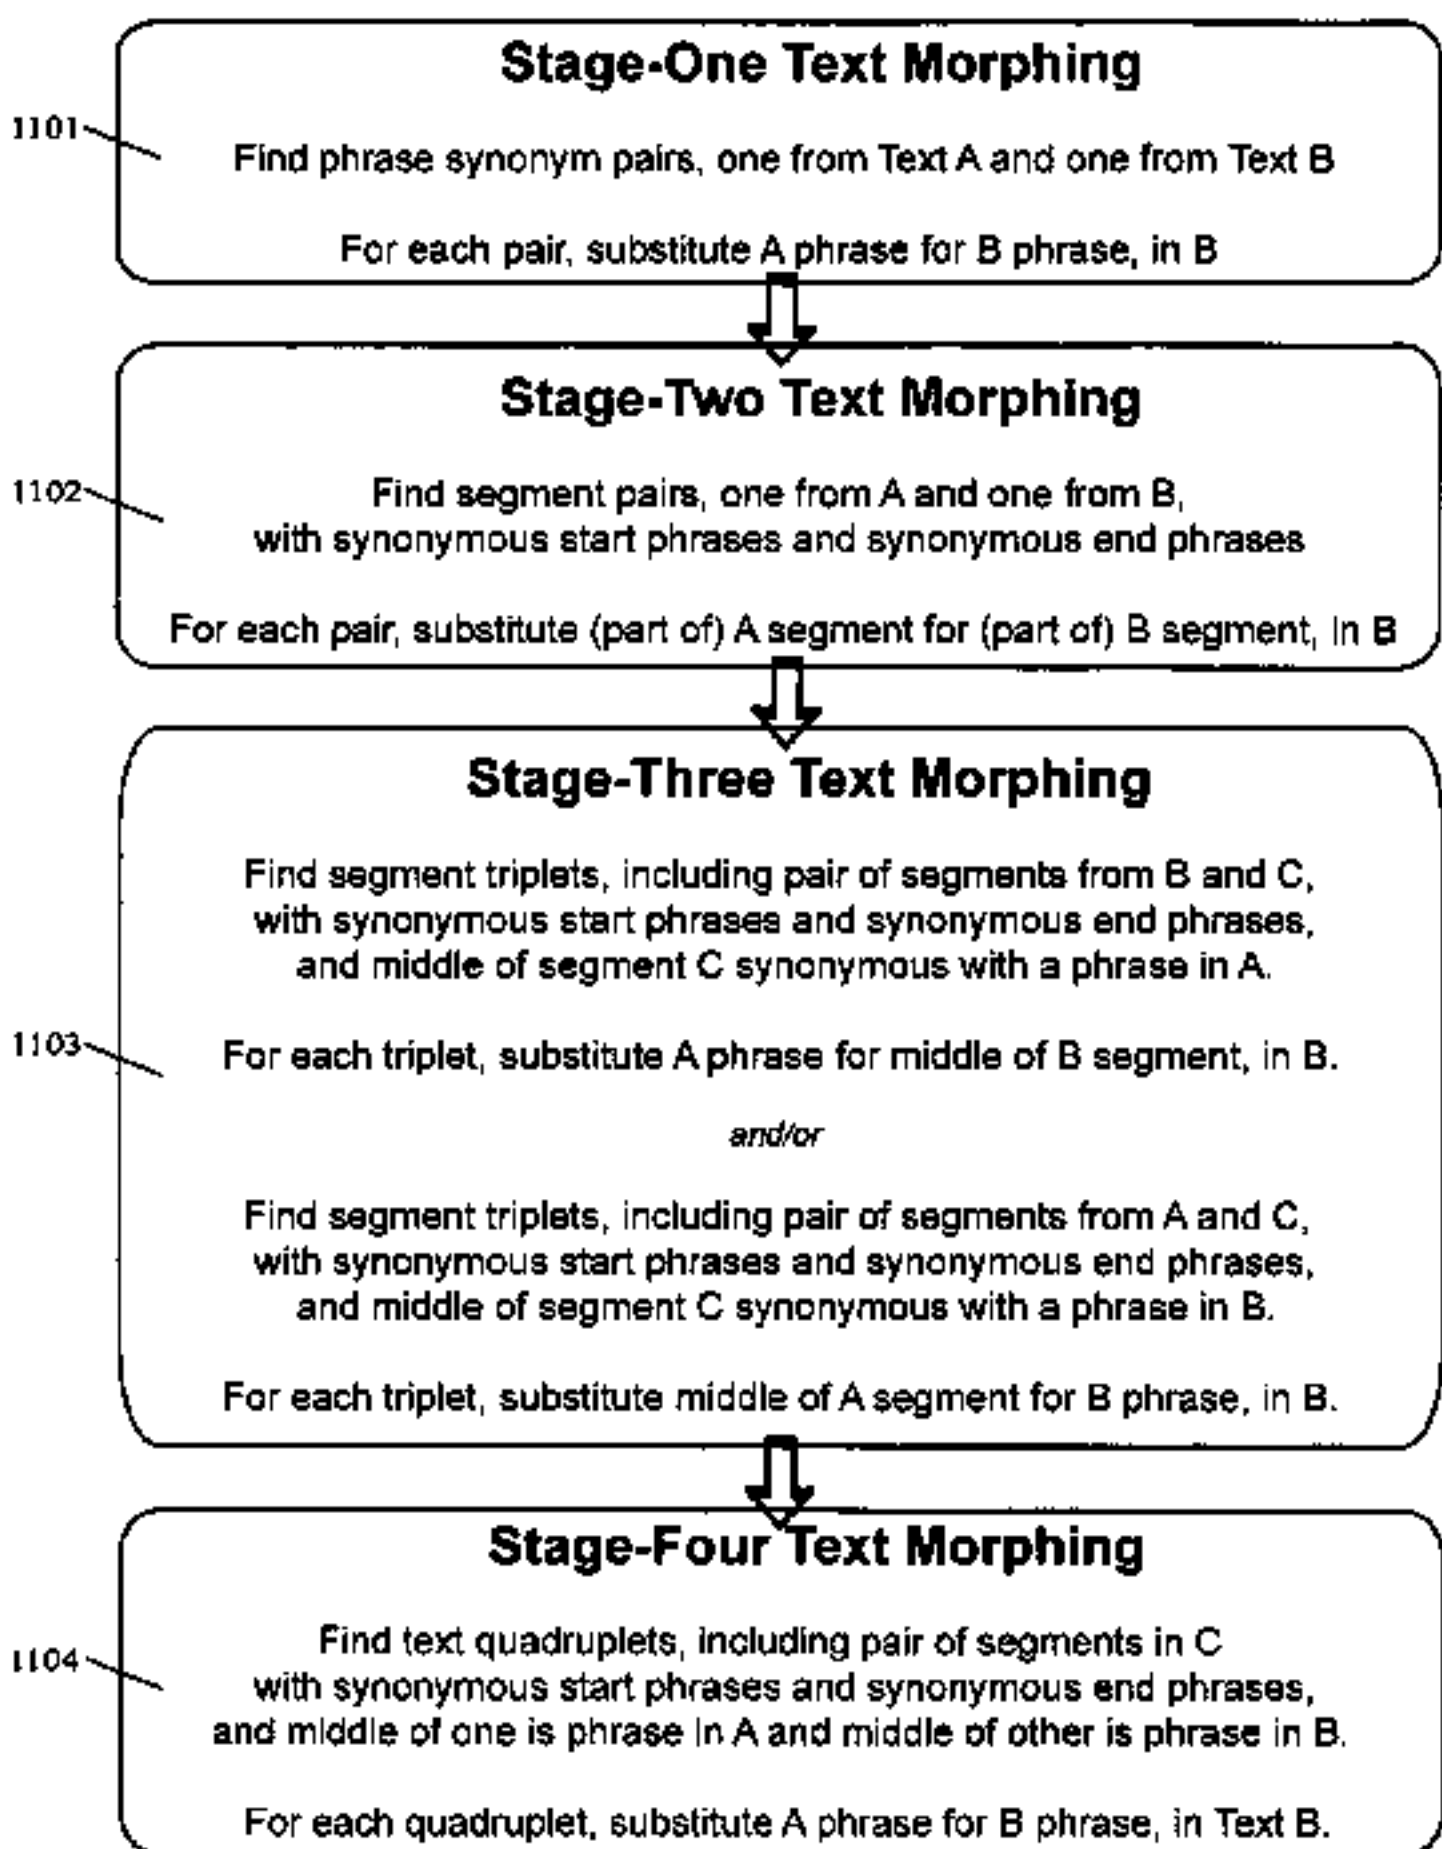 Stage-One Text Morphing
1101
Find phrase synonym pairs, one from Text A and one from Text B
For each pair, substitute A phrase for B phrase, in B
Stage-Two Text Morphing
1102
Find segment pairs, one from A and one from B,
with synonymous start phrases and synonymous end phrases
For each pair, substitute (part of) A segment for (part of) B segment, in B
Stage-Three Text Morphing
Find segment triplets, including pair of segments from B and C,
with synonymous start phrases and synonymous end phrases,
and middle of segment C synonymous with a phrase in A.
1103
For each triplet, substitute A phrase for middle of B segment, in B.
and/or
Find segment triplets, including pair of segments from A and C,
with synonymous start phrases and synonymous end phrases,
and middle of segment C synonymous with a phrase in B.
For each triplet, substitute middle of A segment for B phrase, in B.
Stage-Four Text Morphing
Find text quadruplets, including pair of segments in C
1104
with synonymous start phrases and synonymous end phrases,
and middle of one is phrase in A and middle of other is phrase in B.
For each quadruplet, substitute A phrase for B phrase, in Text B.